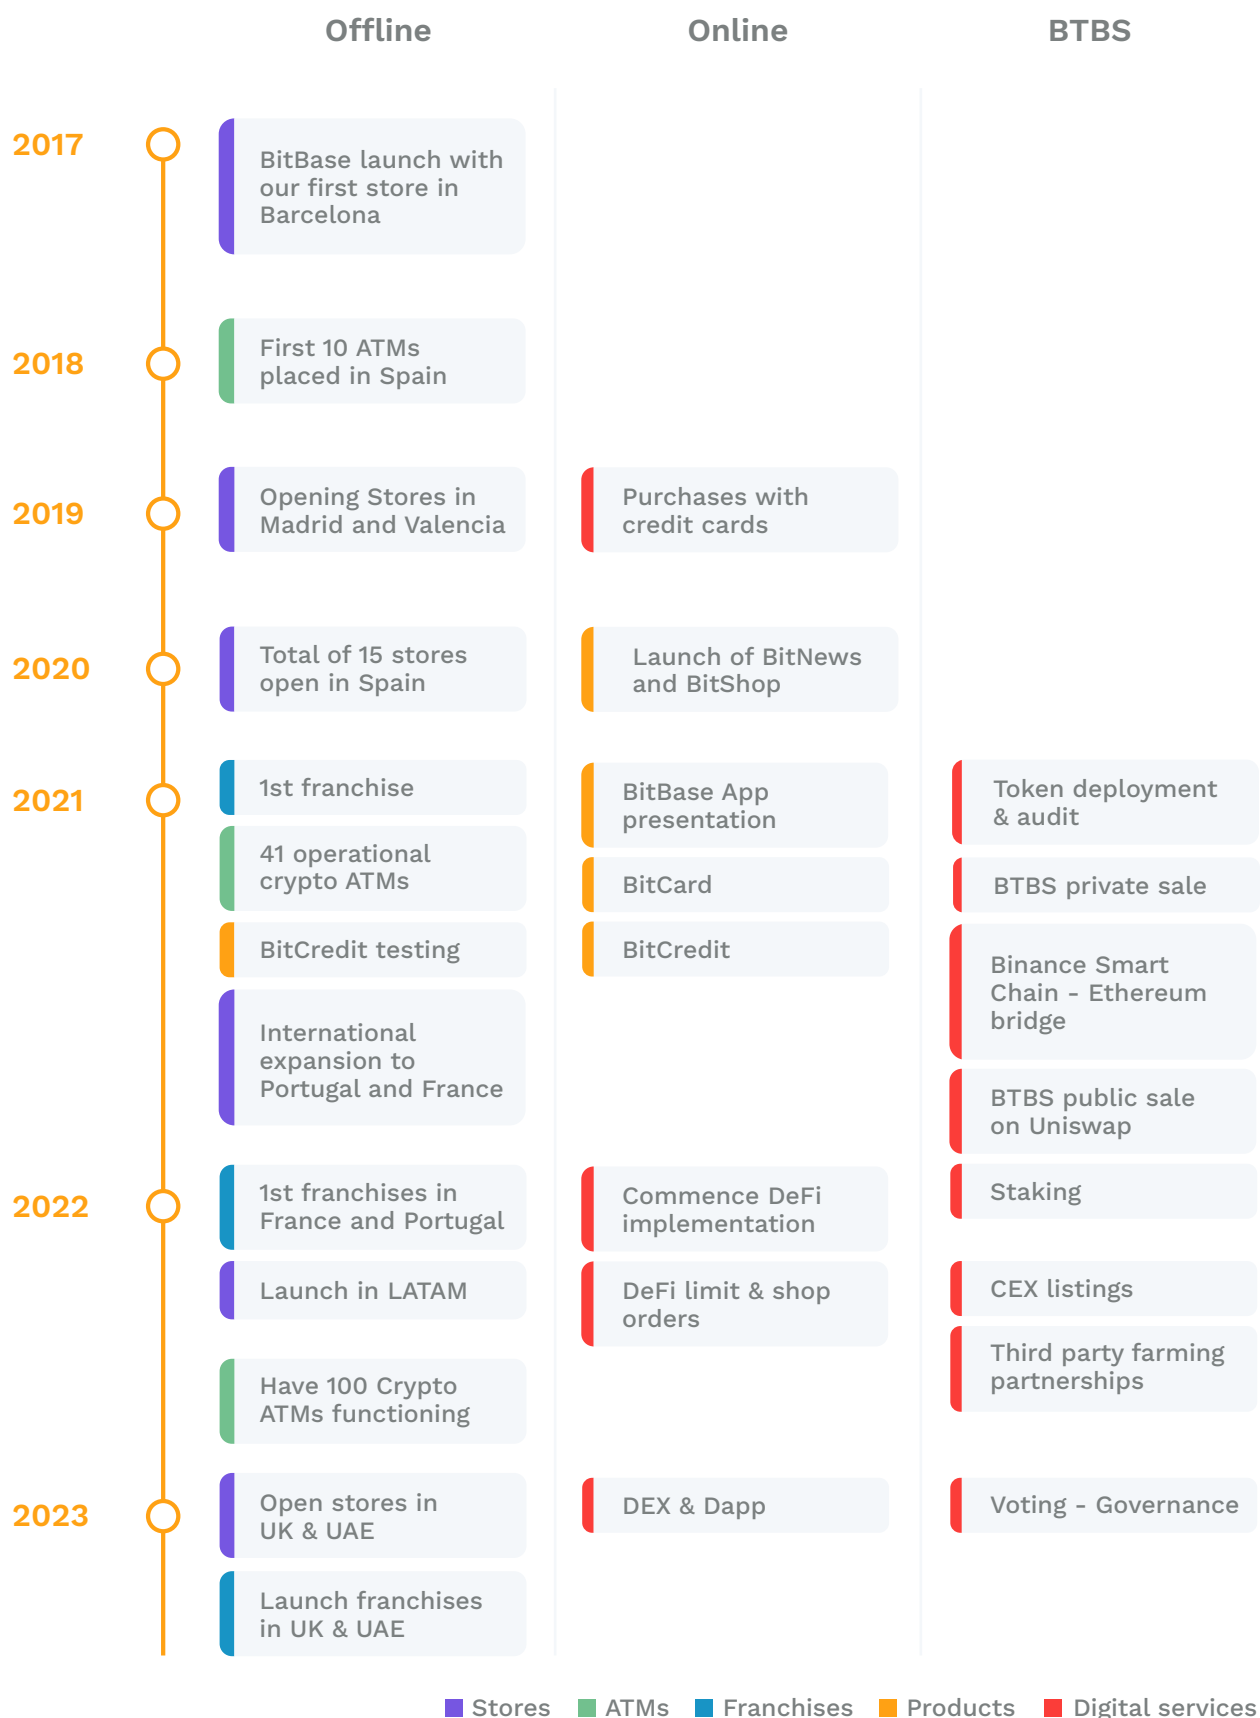 Offline
Online
BTBS
2017
BitBase launch with
our first store in
Barcelona
2018
First 10 ATMs
placed in Spain
2019
Opening Stores in
Madrid and Valencia
Purchases with
credit cards
2020
Total of 15 stores
open in Spain
Launch of BitNews
and BitShop
2021
1st franchise
41 operational
crypto ATMs
BitCredit testing
International
expansion to
Portugal and France
BitBase App
presentation
BitCard
BitCredit
Token deployment
& audit
BTBS private sale
Binance Smart
Chain - Ethereum
bridge
BTBS public sale
on Uniswap
2022
1st franchises in
France and Portugal
Launch in LATAM
Have 100 Crypto
ATMs functioning
Commence DeFi
implementation
DeFi limit & shop
orders
Staking
CEX listings
Third party farming
partnerships
2023
Open stores in
UK & UAE
Launch franchises
in UK & UAE
DEX & Dapp
Voting - Governance
Stores
ATMs
Franchises
Products
Digital services